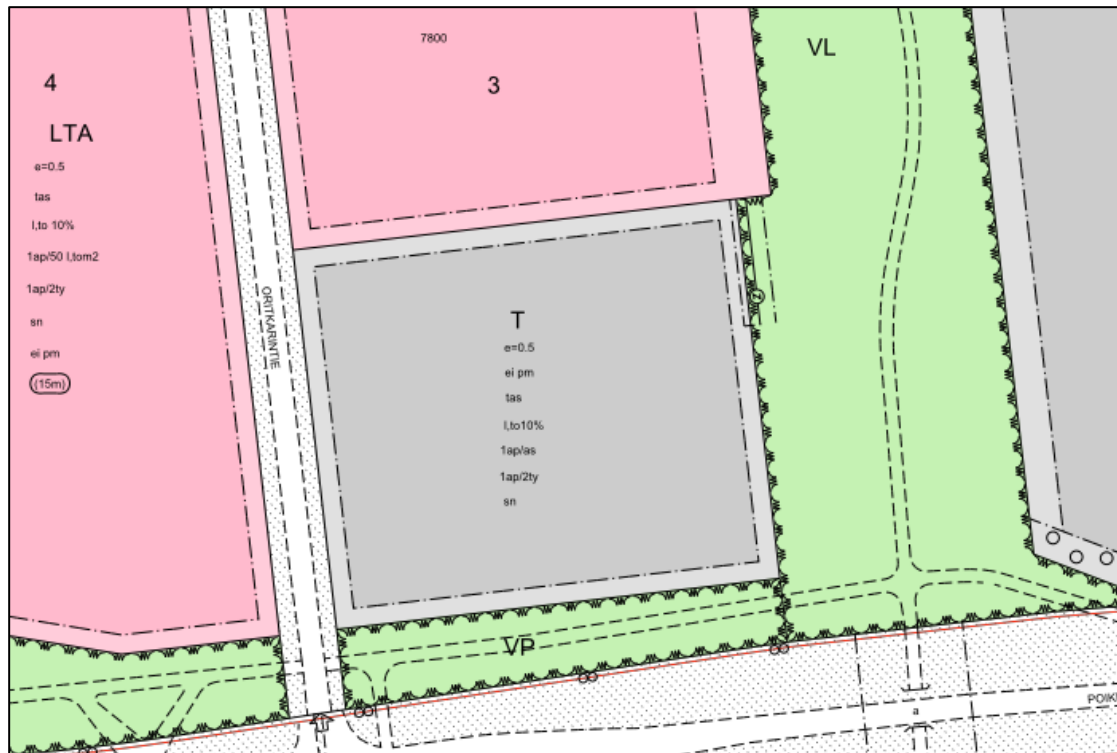 7800
3
VL
4
LTA
e=0.5
tas
l,to 10%
1ap/50 l,tom2
1ap/2ty
sn
ei pm
(15m)
ORITKARINTIE
z
T
e=0.5
ei pm
tas
l,to10%
1ap/as
1ap/2ty
sn
VP
a
POIK